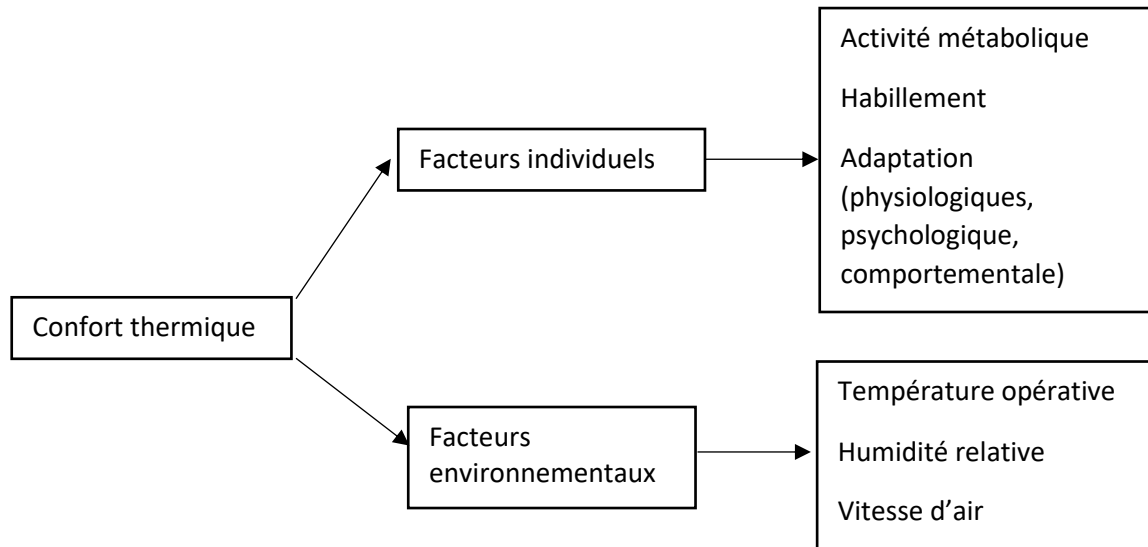 Activité métabolique
Habillement
Adaptation
(physiologiques,
psychologique,
comportementale)
Facteurs individuels
Confort thermique
Facteurs
environnementaux
Température opérative
Humidité relative
Vitesse d'air